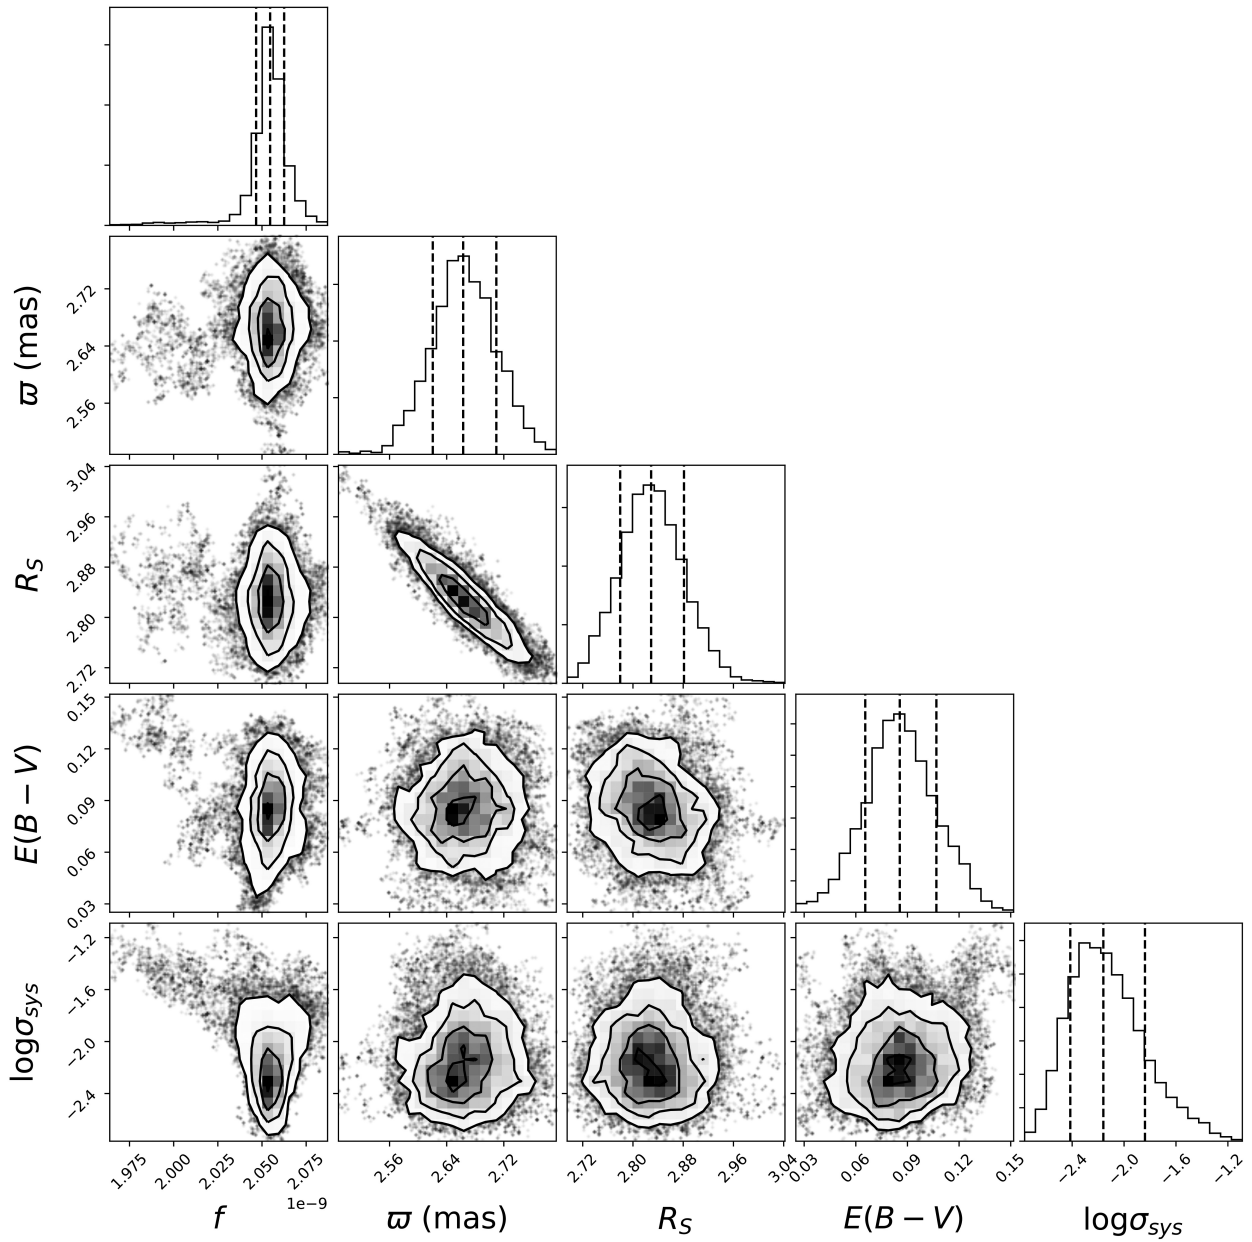 ϖ (mas)
2.72
2.64
2.56
R_S
3.04
2.96
2.88
2.80
2.72
E(B − V)
0.15
0.12
0.09
0.06
0.03
logσ_sys
−1.2
−1.6
−2.0
−2.4
1.975 2.000 2.025 2.050 2.075
1e−9
f
2.56 2.64 2.72
ϖ (mas)
2.72 2.80 2.88 2.96 3.04
R_S
0.03 0.06 0.09 0.12 0.15
E(B − V)
−2.4 −2.0 −1.6 −1.2
logσ_sys